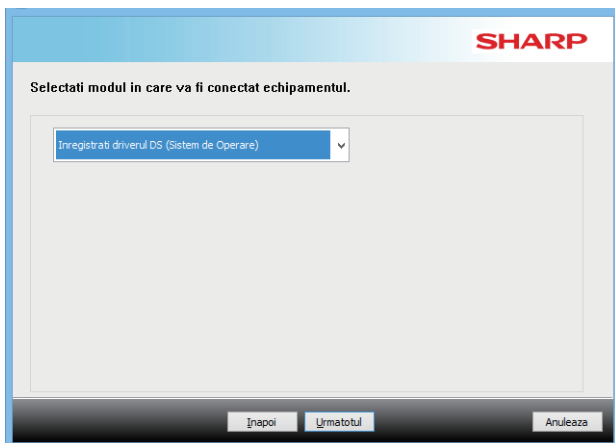 SHARP
Selectati modul in care va fi conectat echipamentul.
Inregistrati driverul DS (Sistem de Operare)
Inapoi Urmatotul Anuleaza